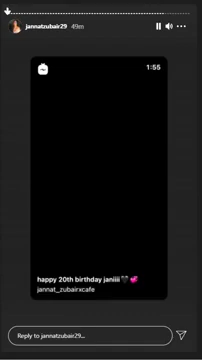 jannatzubair29 49m
1:55
happy 20th birthday janiiii🖤💞
jannat_zubairxcafe
Reply to jannatzubair29...